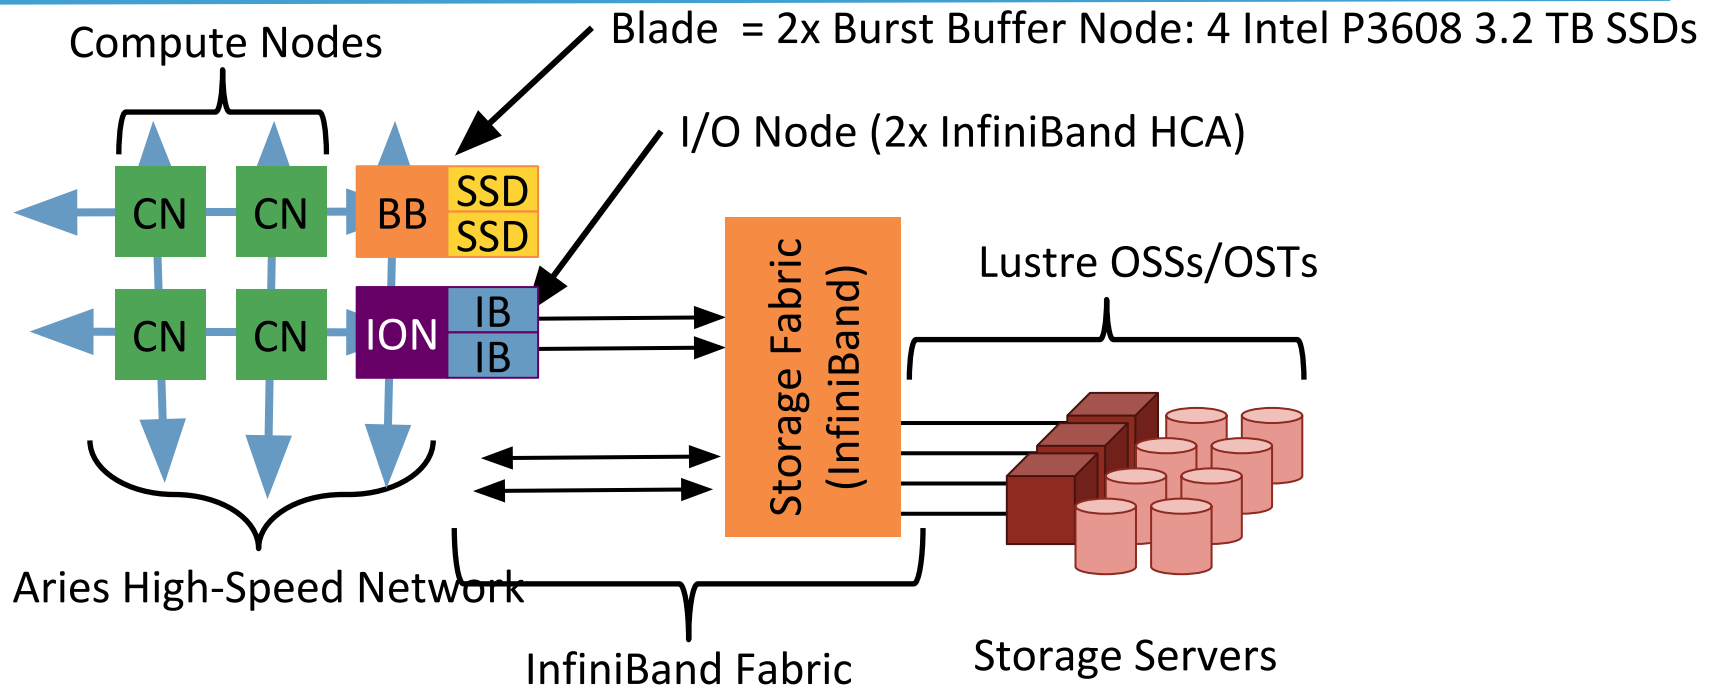 Blade = 2x Burst Buffer Node: 4 Intel P3608 3.2 TB SSDs
Compute Nodes
I/O Node (2x InfiniBand HCA)
CN
CN
BB
SSD
SSD
CN
CN
ION
IB
IB
Storage Fabric
(InfiniBand)
Lustre OSSs/OSTs
Aries High-Speed Network
InfiniBand Fabric
Storage Servers